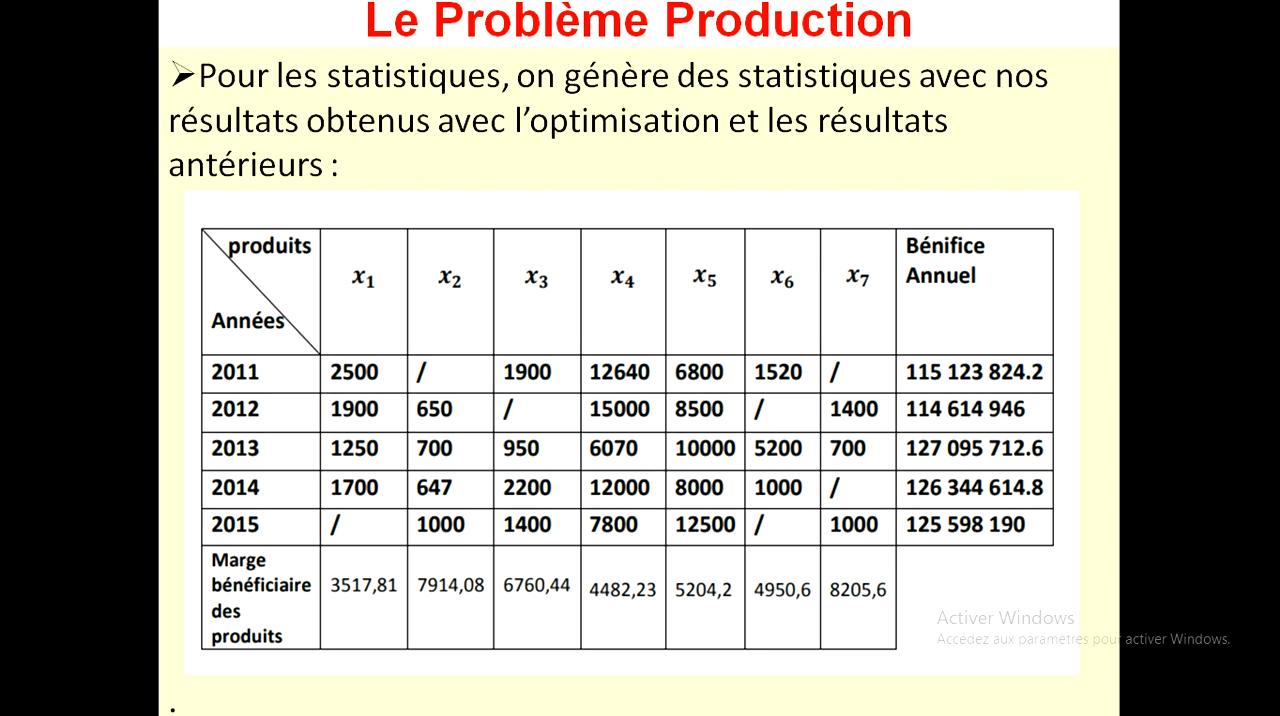 Le Problème Production
➢Pour les statistiques, on génère des statistiques avec nos
résultats obtenus avec l’optimisation et les résultats
antérieurs :
produits
Années
x1 x2 x3 x4 x5 x6 x7 Bénifice Annuel
2011 2500 / 1900 12640 6800 1520 / 115 123 824.2
2012 1900 650 / 15000 8500 / 1400 114 614 946
2013 1250 700 950 6070 10000 5200 700 127 095 712.6
2014 1700 647 2200 12000 8000 1000 / 126 344 614.8
2015 / 1000 1400 7800 12500 / 1000 125 598 190
Marge bénéficiaire des produits 3517,81 7914,08 6760,44 4482,23 5204,2 4950,6 8205,6
Activer Windows
Accédez aux paramètres pour activer Windows.
.